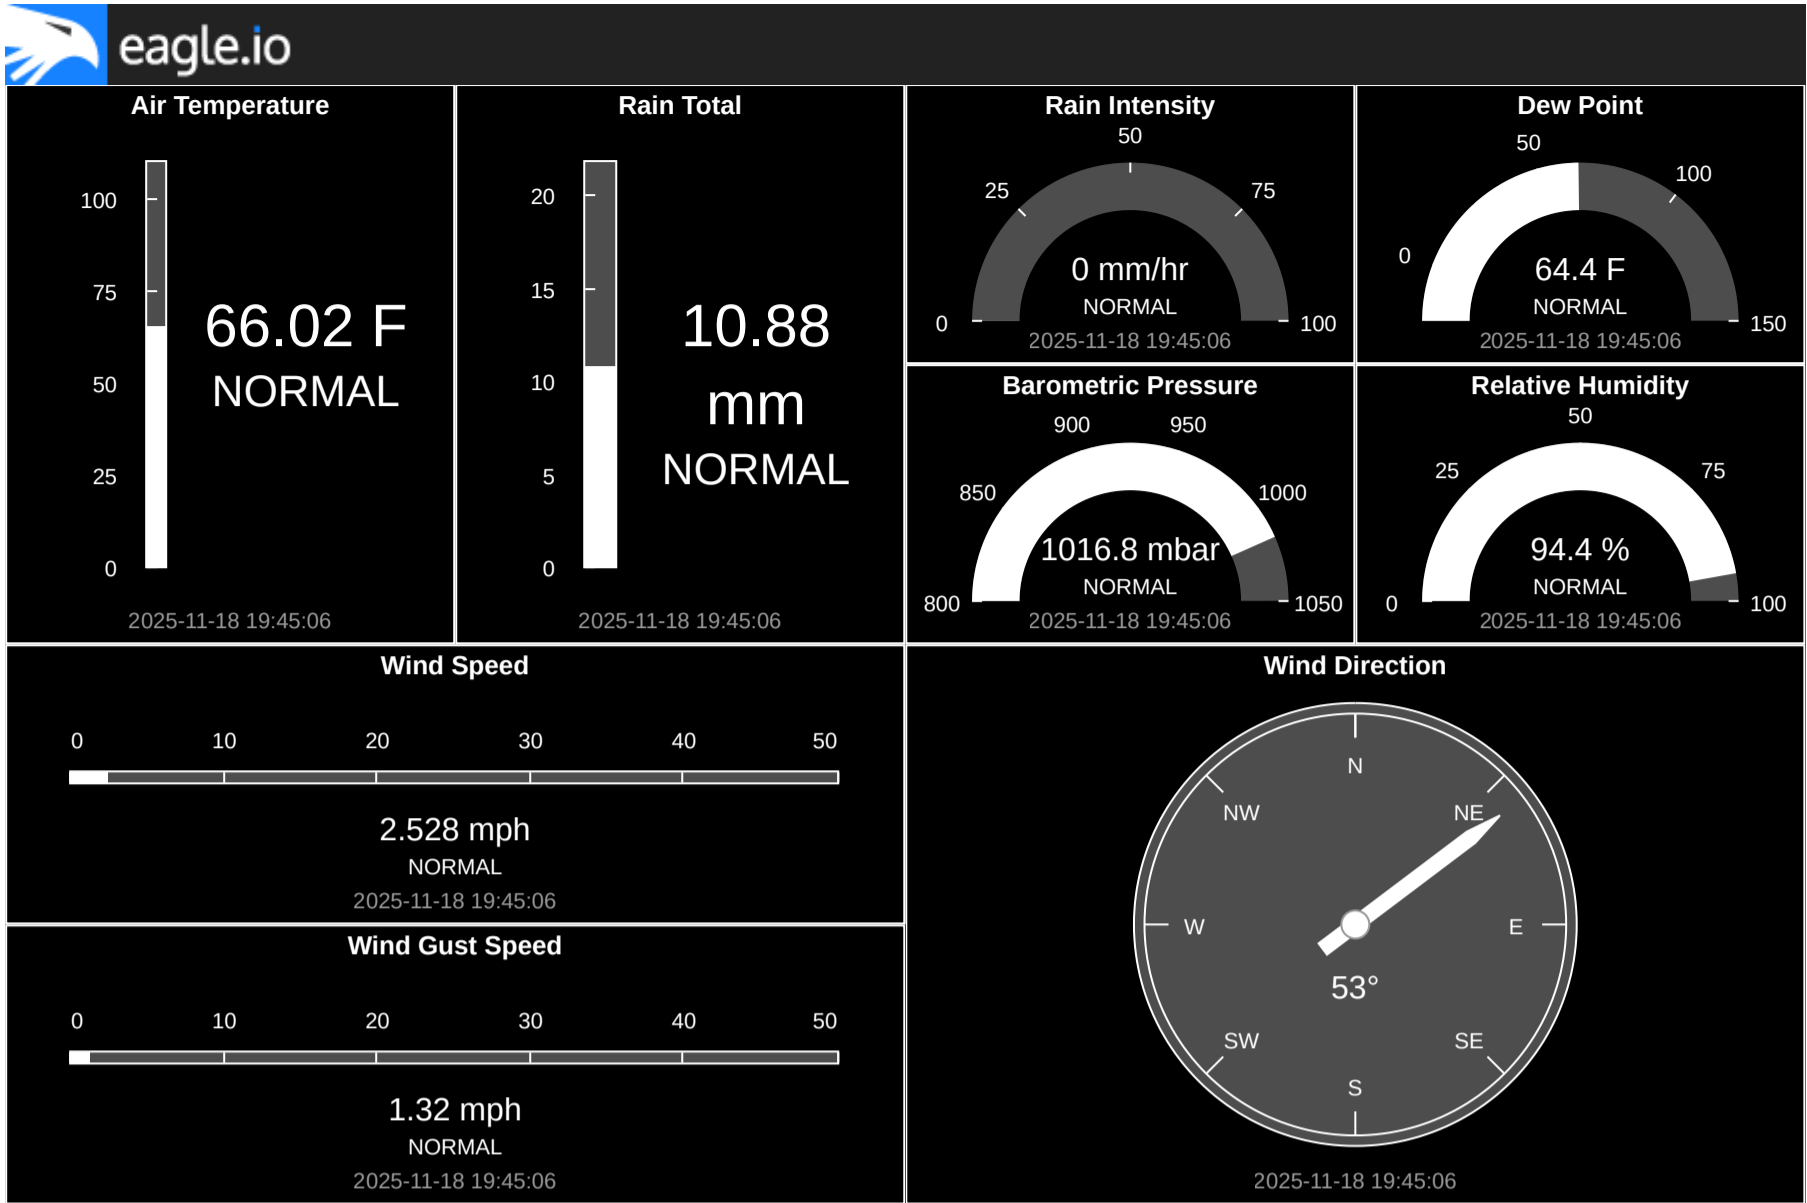 eagle.io
Air Temperature
100
75
50
25
0
66.02 F
NORMAL
2025-11-18 19:45:06
Rain Total
20
15
10
5
0
10.88
mm
NORMAL
2025-11-18 19:45:06
Rain Intensity
50
25 75
0 100
0 mm/hr
NORMAL
2025-11-18 19:45:06
Dew Point
50
100
0
150
64.4 F
NORMAL
2025-11-18 19:45:06
Barometric Pressure
900 950
850 1000
800 1050
1016.8 mbar
NORMAL
2025-11-18 19:45:06
Relative Humidity
50
25 75
0 100
94.4 %
NORMAL
2025-11-18 19:45:06
Wind Speed
0 10 20 30 40 50
2.528 mph
NORMAL
2025-11-18 19:45:06
Wind Gust Speed
0 10 20 30 40 50
1.32 mph
NORMAL
2025-11-18 19:45:06
Wind Direction
N
NW NE
W E
53°
SW SE
S
2025-11-18 19:45:06